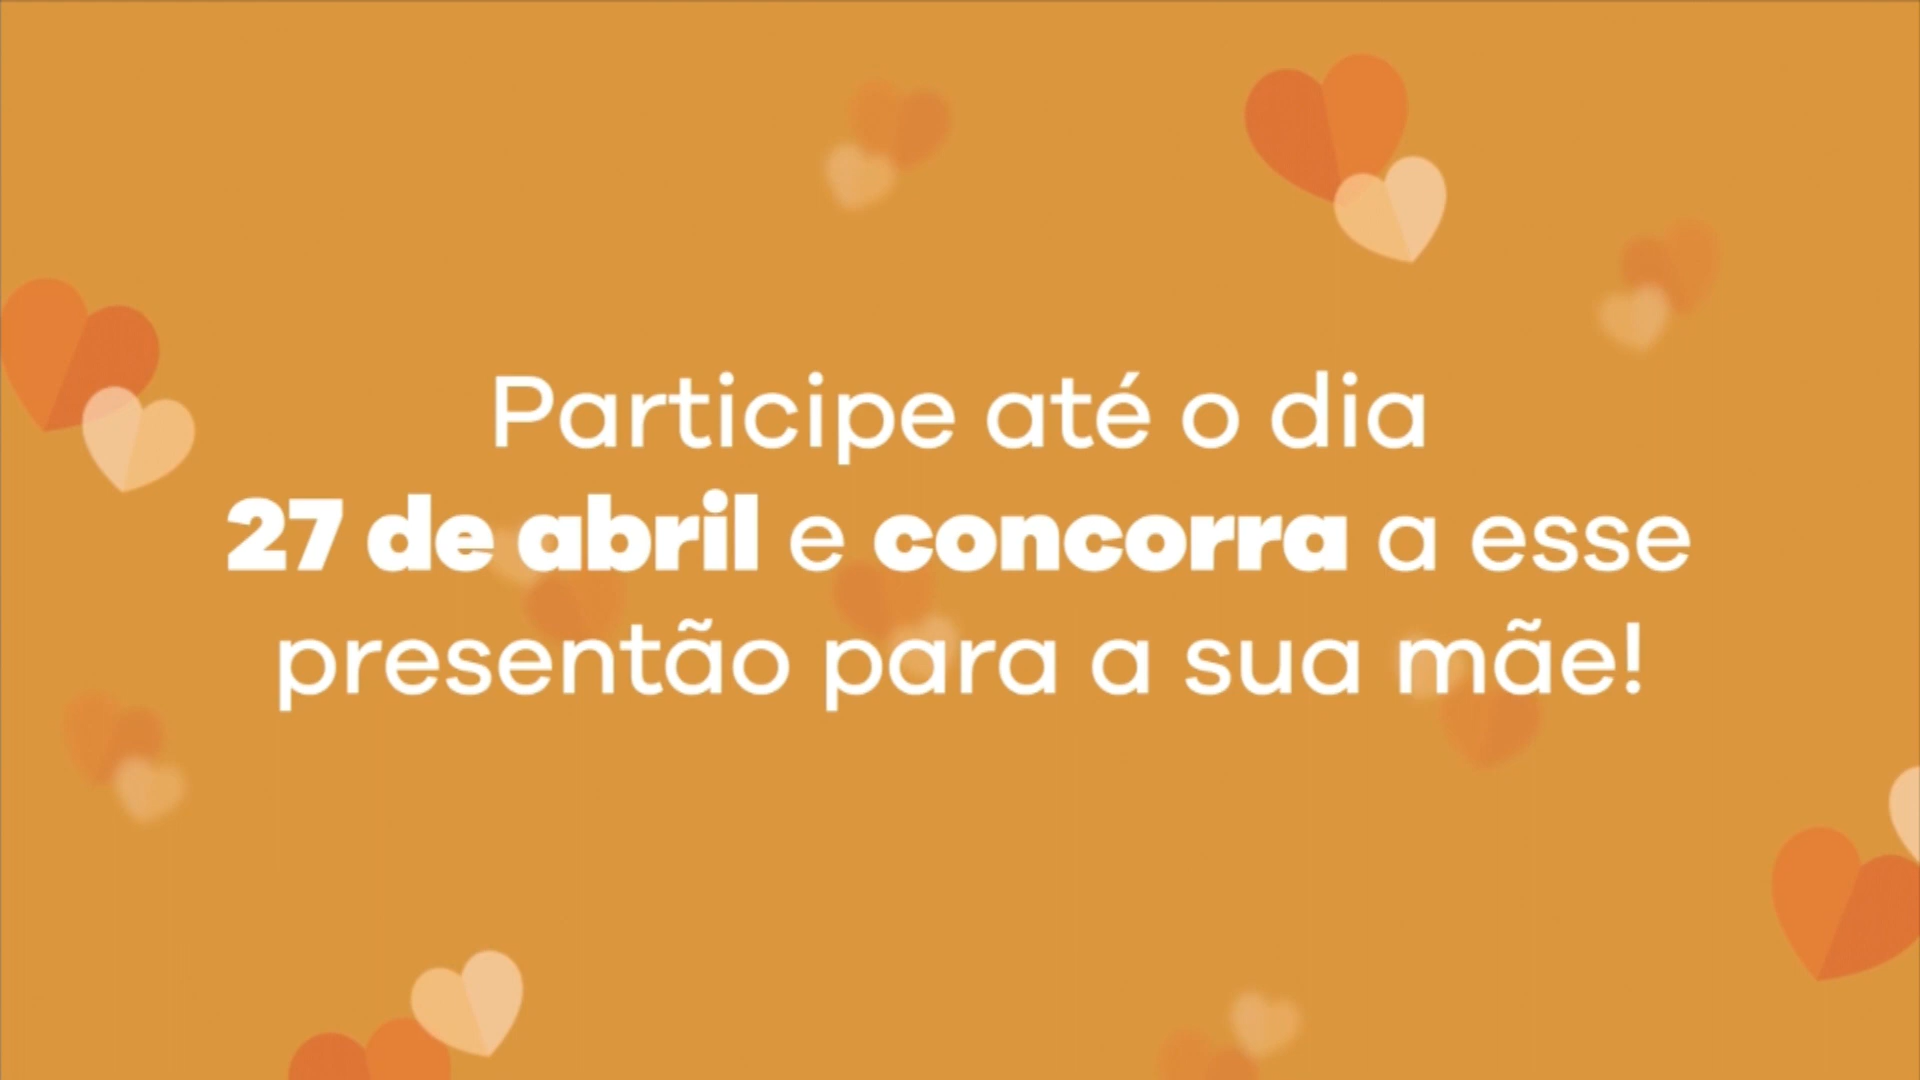 Participe até o dia
27 de abril e concorra a esse
presentão para a sua mãe!